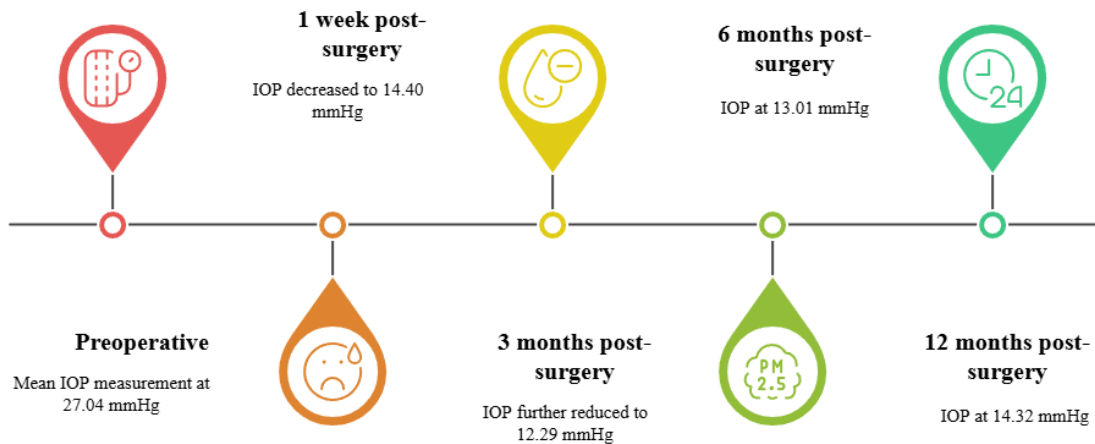 Preoperative
Mean IOP measurement at
27.04 mmHg
1 week post-
surgery
IOP decreased to 14.40
mmHg
3 months post-
surgery
IOP further reduced to
12.29 mmHg
PM
2.5
6 months post-
surgery
IOP at 13.01 mmHg
24
12 months post-
surgery
IOP at 14.32 mmHg